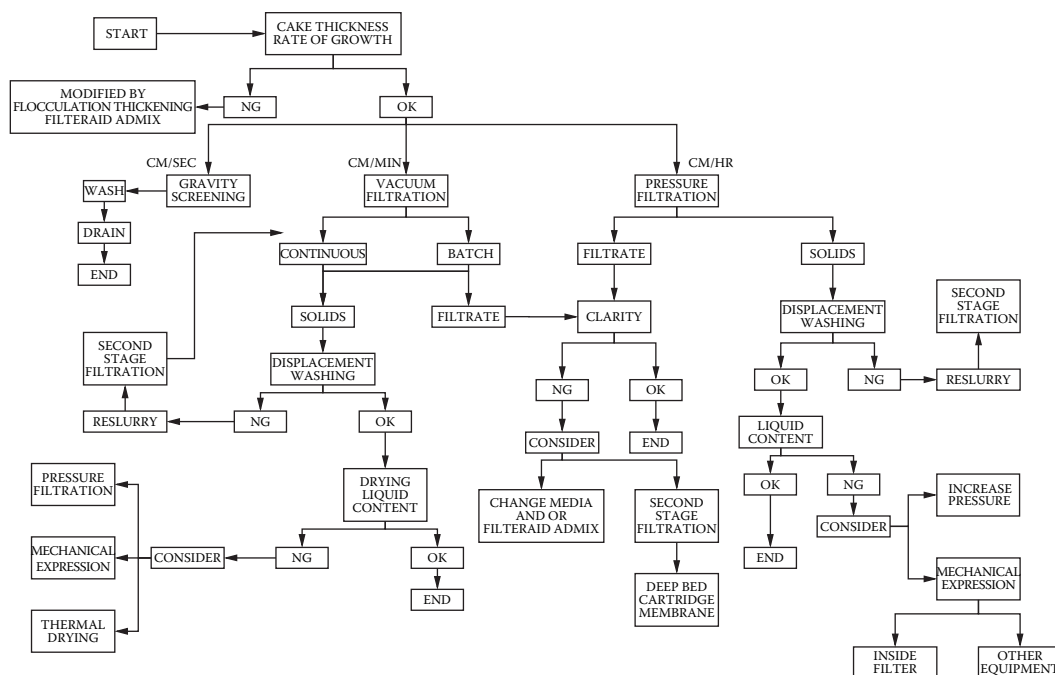 START
CAKE THICKNESS
RATE OF GROWTH
MODIFIED BY
FLOCCULATION THICKENING
FILTERAID ADMIX
NG
OK
CM/SEC
CM/MIN
CM/HR
WASH
GRAVITY
SCREENING
VACUUM
FILTRATION
PRESSURE
FILTRATION
DRAIN
END
CONTINUOUS
BATCH
FILTRATE
SOLIDS
SOLIDS
FILTRATE
CLARITY
DISPLACEMENT
WASHING
SECOND
STAGE
FILTRATION
SECOND
STAGE
FILTRATION
DISPLACEMENT
WASHING
NG
OK
OK
NG
RESLURRY
RESLURRY
NG
OK
CONSIDER
END
LIQUID
CONTENT
PRESSURE
FILTRATION
DRYING
LIQUID
CONTENT
CHANGE MEDIA
AND OR
FILTERAID ADMIX
SECOND
STAGE
FILTRATION
OK
NG
INCREASE
PRESSURE
CONSIDER
MECHANICAL
EXPRESSION
CONSIDER
NG
OK
END
MECHANICAL
EXPRESSION
END
DEEP BED
CARTRIDGE
MEMBRANE
THERMAL
DRYING
INSIDE
FILTER
OTHER
EQUIPMENT